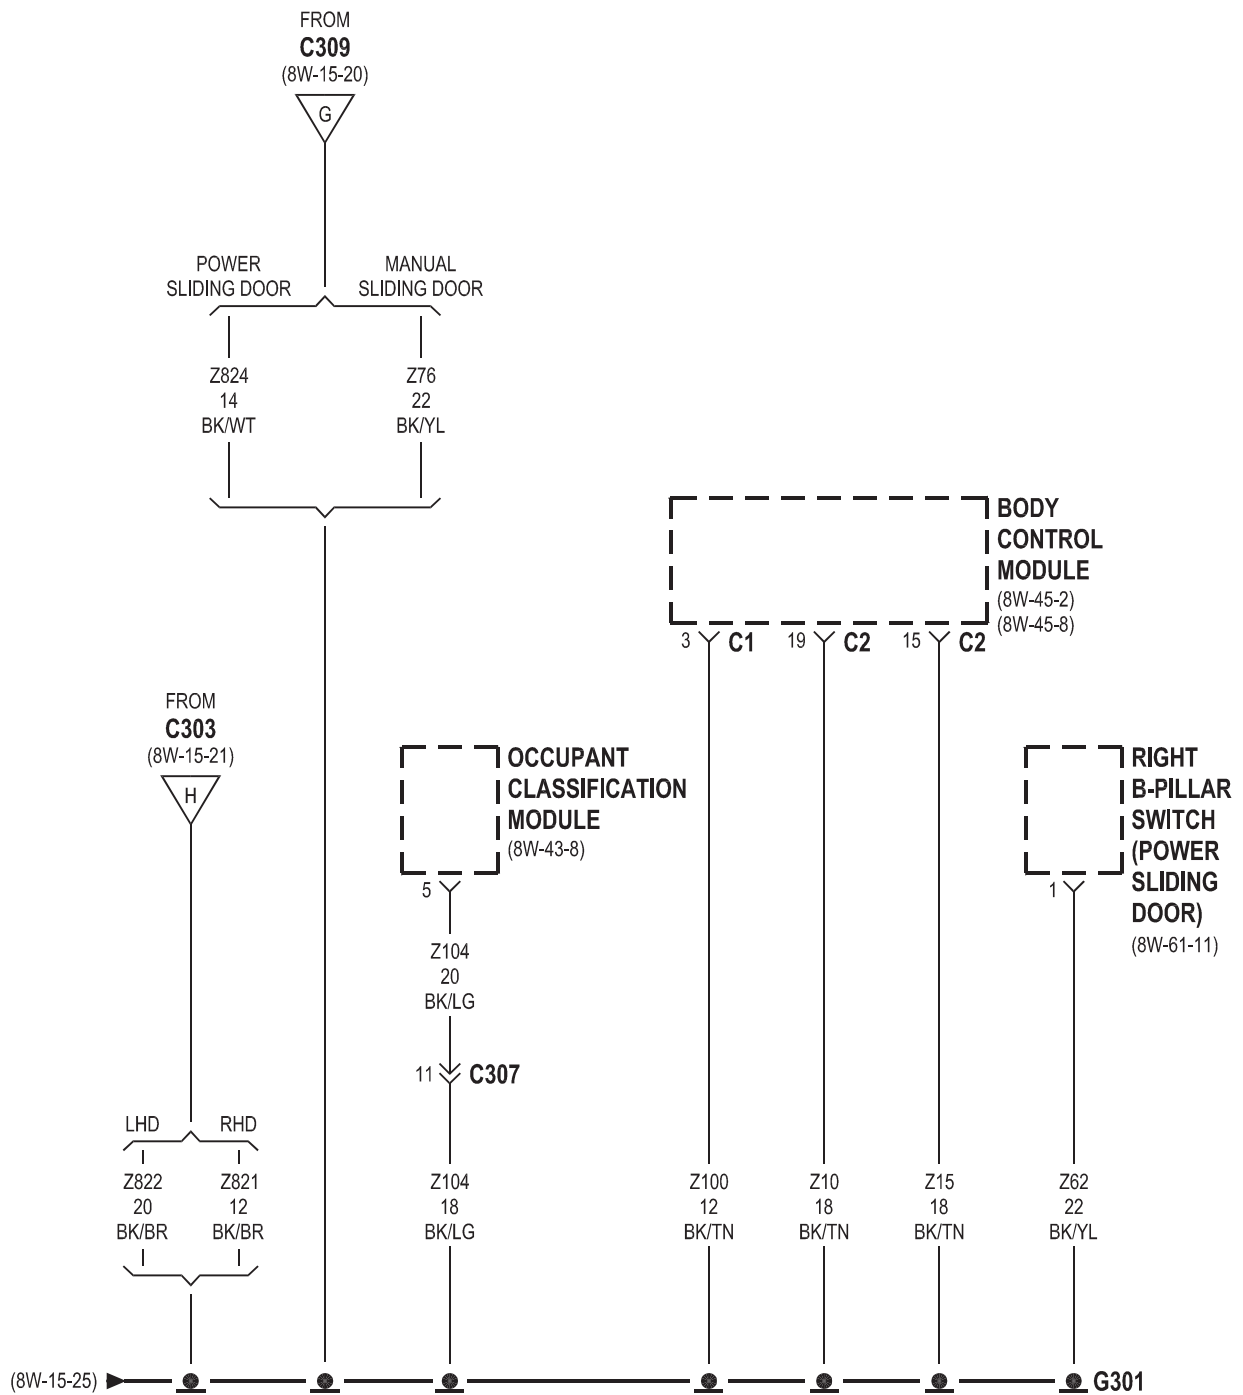 FROM
C309
(8W-15-20)
G
POWER
SLIDING DOOR
MANUAL
SLIDING DOOR
Z824
14
BK/WT
Z76
22
BK/YL
BODY
CONTROL
MODULE
(8W-45-2)
(8W-45-8)
3 C1
19 C2
15 C2
FROM
C303
(8W-15-21)
H
OCCUPANT
CLASSIFICATION
MODULE
(8W-43-8)
5
RIGHT
B-PILLAR
SWITCH
(POWER
SLIDING
DOOR)
(8W-61-11)
1
Z104
20
BK/LG
11 C307
LHD
RHD
Z822
20
BK/BR
Z821
12
BK/BR
Z104
18
BK/LG
Z100
12
BK/TN
Z10
18
BK/TN
Z15
18
BK/TN
Z62
22
BK/YL
(8W-15-25)
G301